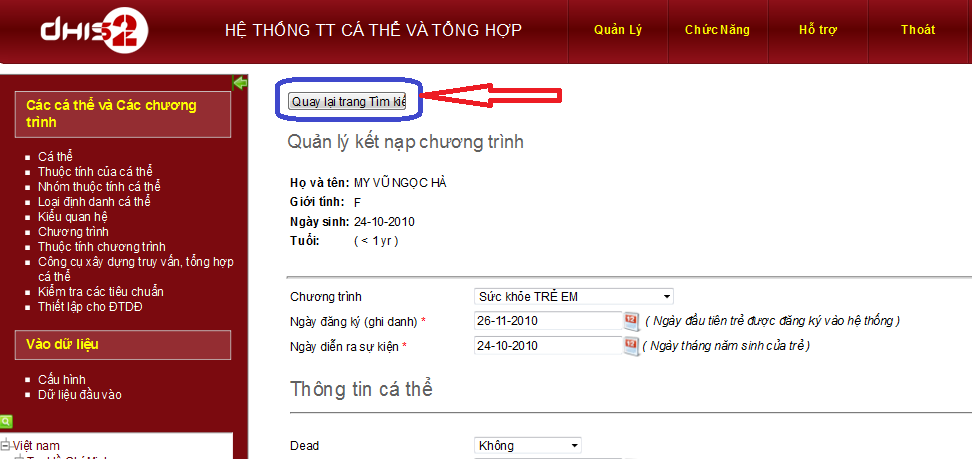 dhis2
HỆ THỐNG TT CÁ THỂ VÀ TỔNG HỢP
Quản Lý
Chức Năng
Hỗ trợ
Thoát
Các cá thể và Các chương
trình
Cá thể
Thuộc tính của cá thể
Nhóm thuộc tính cá thể
Loại định danh cá thể
Kiểu quan hệ
Chương trình
Thuộc tính chương trình
Công cụ xây dựng truy vấn, tổng hợp
cá thể
Kiểm tra các tiêu chuẩn
Thiết lập cho ĐTDĐ
Vào dữ liệu
Cấu hình
Dữ liệu đầu vào
Việt nam
Quay lại trang Tìm kiế
Quản lý kết nạp chương trình
Họ và tên: MY VŨ NGỌC HÀ
Giới tính: F
Ngày sinh: 24-10-2010
Tuổi: ( < 1 yr )
Chương trình Sức khỏe TRẺ EM
Ngày đăng ký (ghi danh) * 26-11-2010 ( Ngày đầu tiên trẻ được đăng ký vào hệ thống )
Ngày diễn ra sự kiện * 24-10-2010 ( Ngày tháng năm sinh của trẻ )
Thông tin cá thể
Dead Không